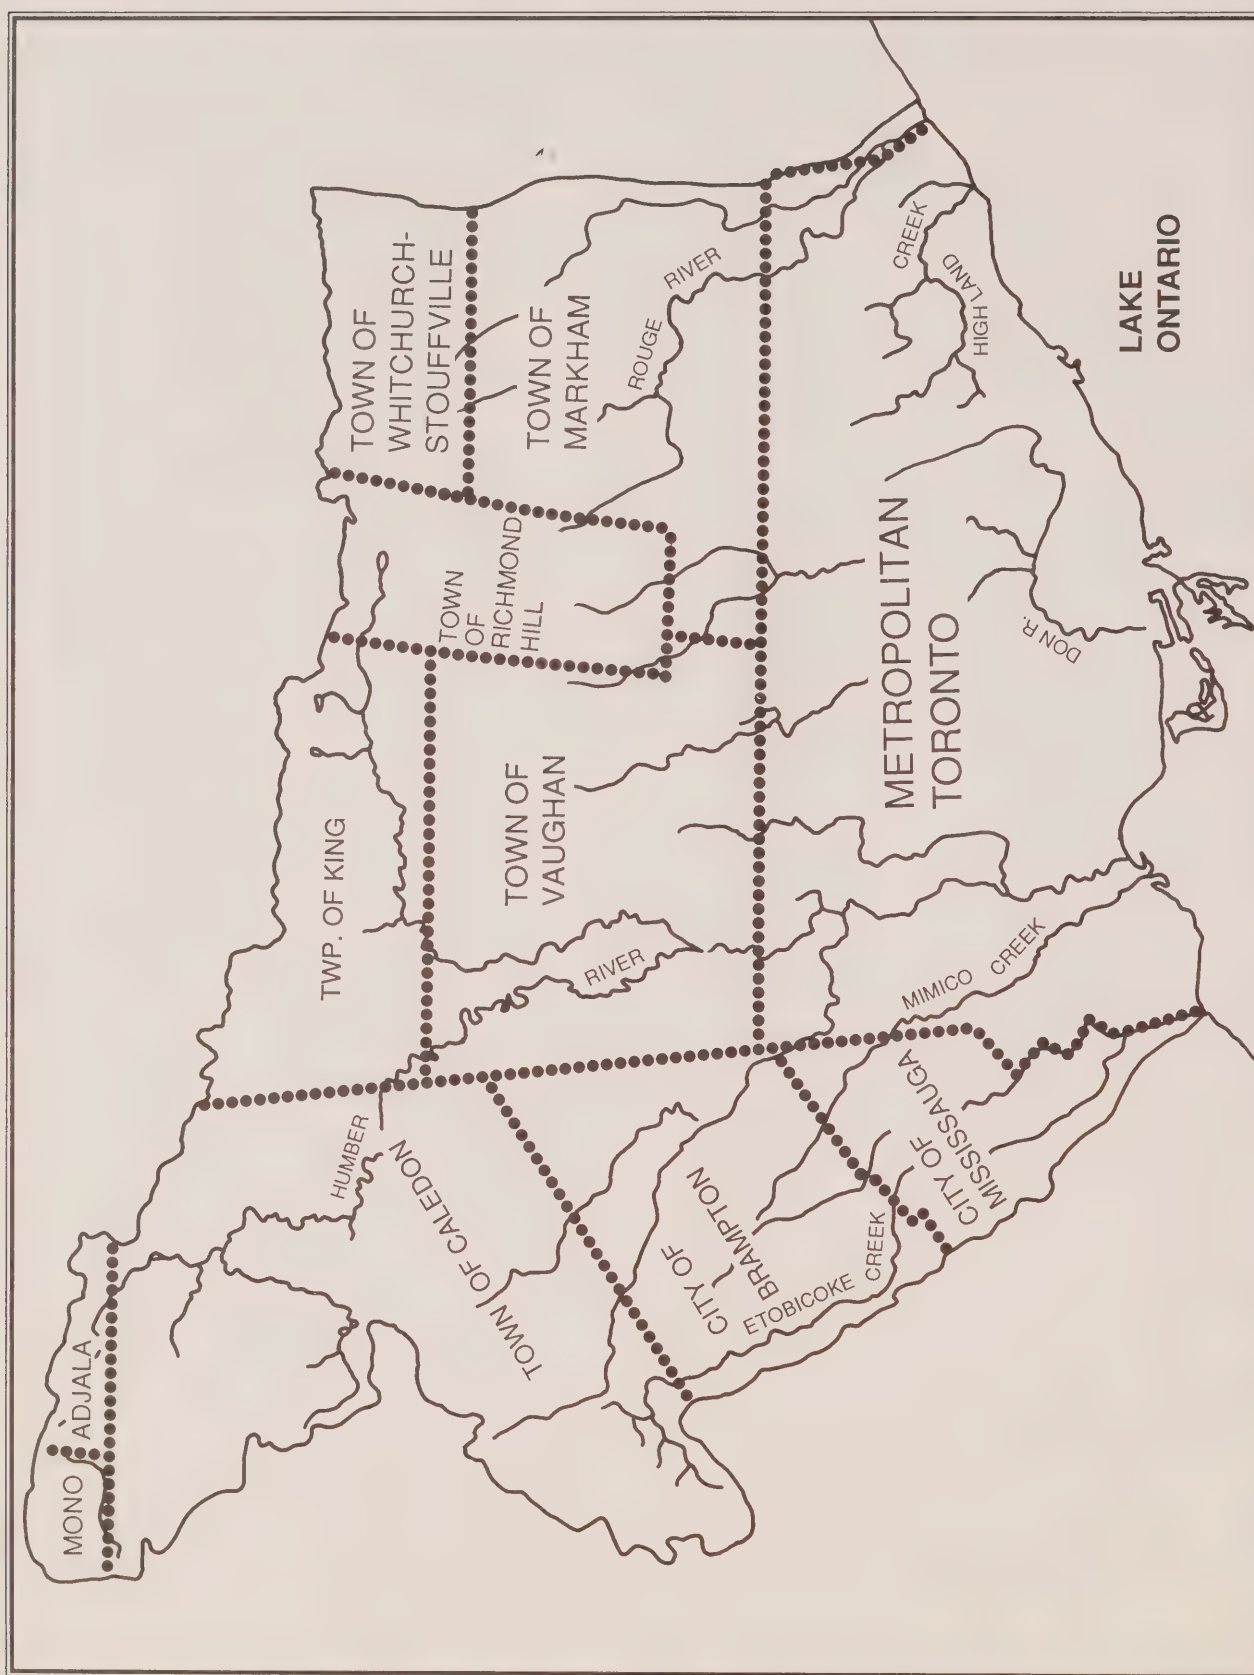 MONO
ADJALA
TWP. OF KING
HUMBER
RIVER
TOWN OF
WHITCHURCH-
STOUFFVILLE
TOWN OF CALEDON
TOWN
OF
RICHMOND
HILL
TOWN OF
VAUGHAN
TOWN OF
MARKHAM
ROUGE
RIVER
CITY OF
BRAMPTON
ETOBICOKE
CREEK
CITY OF
MISSISSAUGA
MIMICO
CREEK
METROPOLITAN
TORONTO
HIGH LAND
CREEK
DON R.
LAKE
ONTARIO